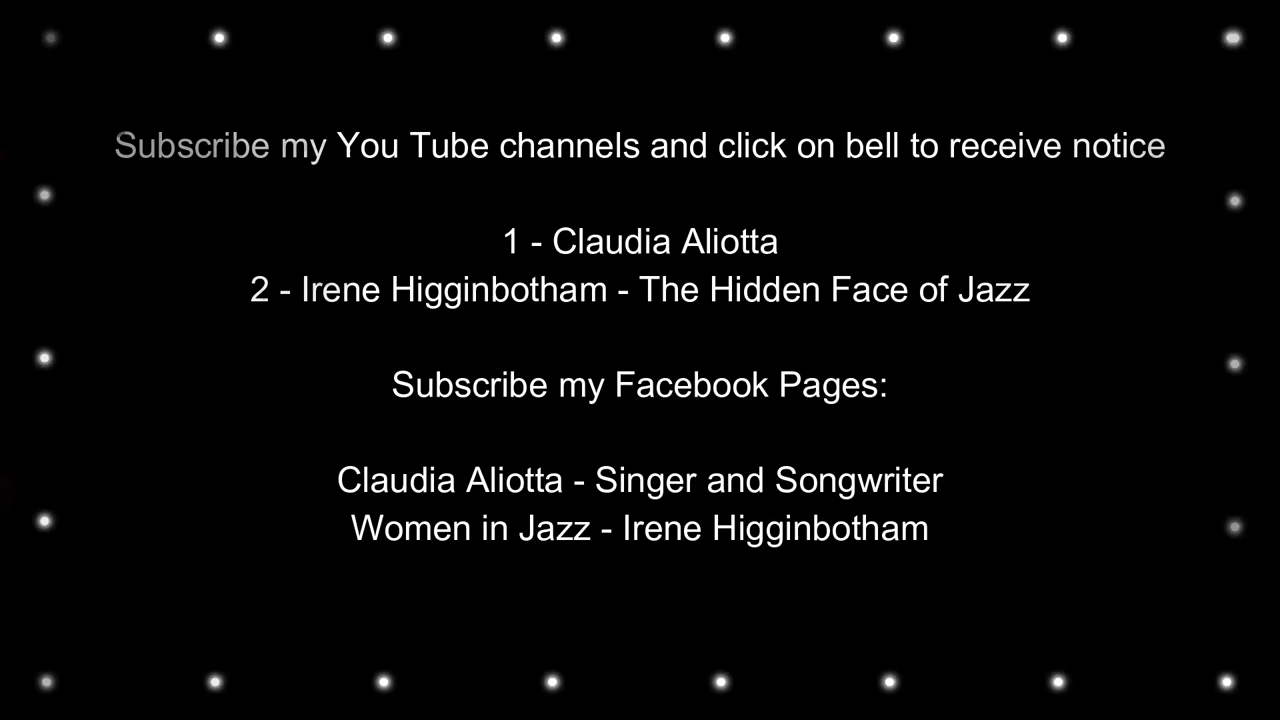 Subscribe my You Tube channels and click on bell to receive notice
1 - Claudia Aliotta
2 - Irene Higginbotham - The Hidden Face of Jazz
Subscribe my Facebook Pages:
Claudia Aliotta - Singer and Songwriter
Women in Jazz - Irene Higginbotham